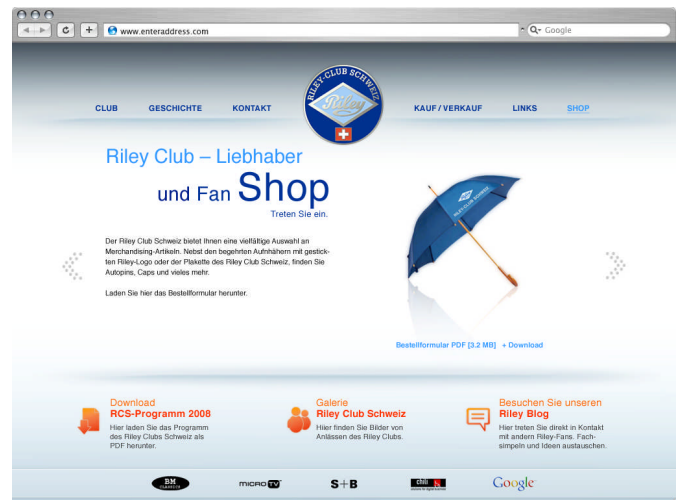 www.enteraddress.com
Google
RILEY-CLUB SCHWEIZ
Riley
CLUB GESCHICHTE KONTAKT KAUF / VERKAUF LINKS SHOP
Riley Club – Liebhaber
und Fan Shop
Treten Sie ein.
Der Riley Club Schweiz bietet Ihnen eine vielfältige Auswahl an
Merchandising-Artikeln. Nebst den begehrten Aufnhähern mit gestick-
ten Riley-Logo oder der Plakette des Riley Club Schweiz, finden Sie
Autopins, Caps und vieles mehr.
Laden Sie hier das Bestellformular herunter.
RILEY-CLUB SCHWEIZ
Bestellformular PDF [3.2 MB] + Download
Download
RCS-Programm 2008
Hier laden Sie das Programm
des Riley Clubs Schweiz als
PDF herunter.
Galerie
Riley Club Schweiz
Hier finden Sie Bilder von
Anlässen des Riley Clubs.
Besuchen Sie unseren
Riley Blog
Hier treten Sie direkt in Kontakt
mit andern Riley-Fans. Fach-
simpeln und Ideen austauschen.
BM
CLASSICS
MICRO TV
S+B
chili
Google